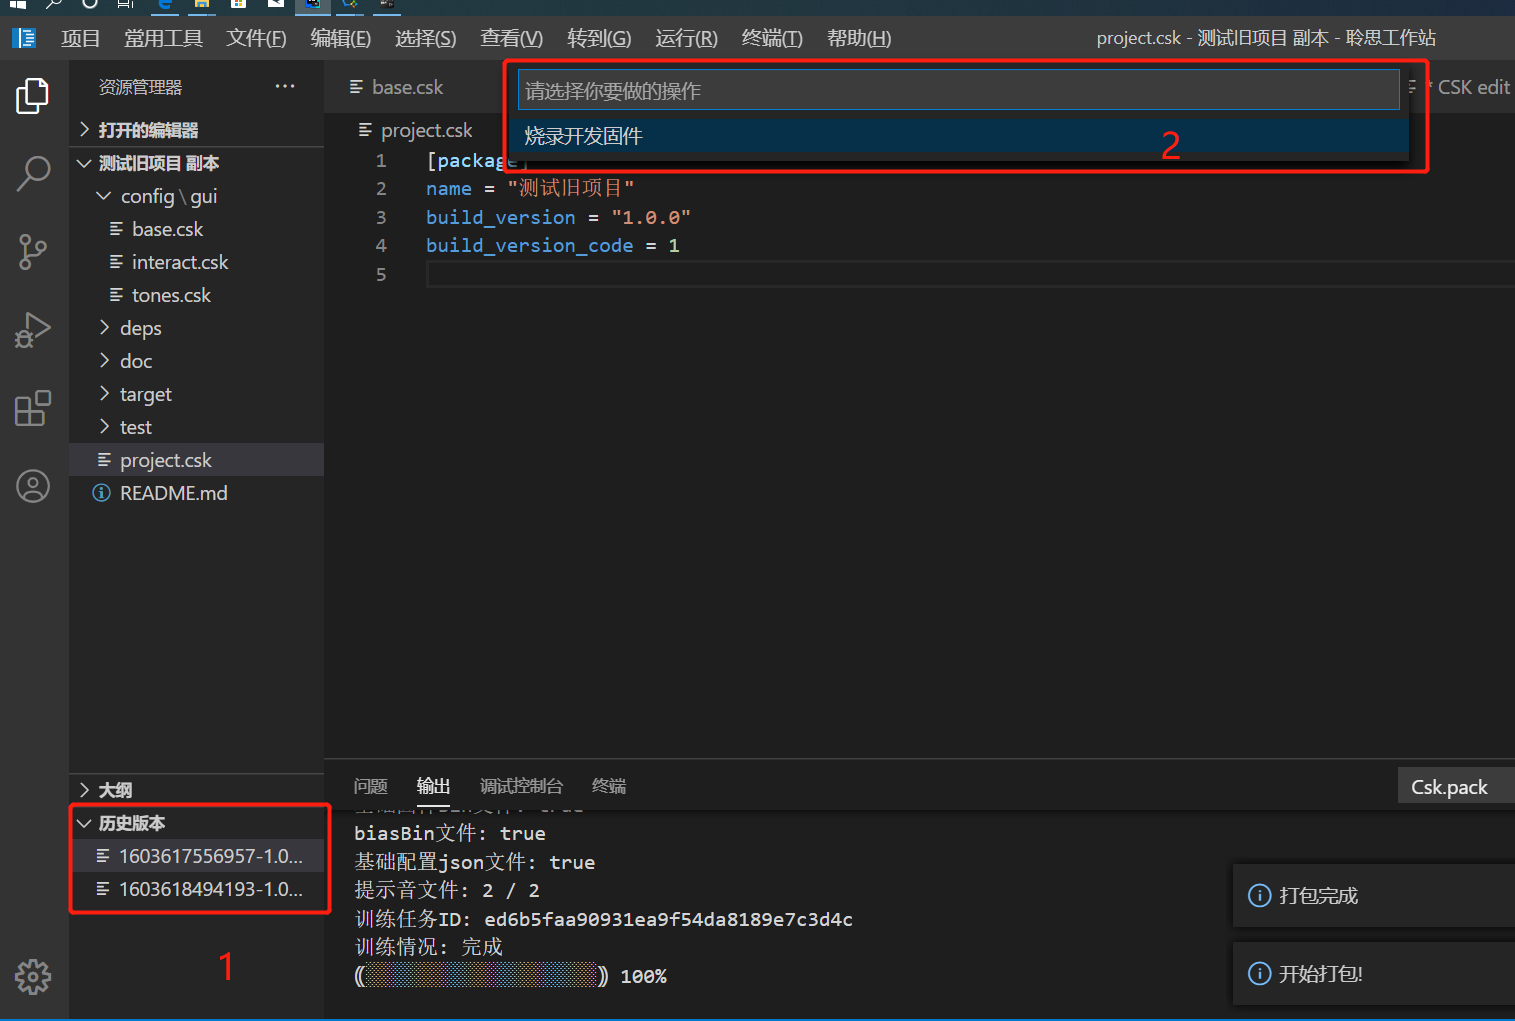 项目 常用工具 文件(F) 编辑(E) 选择(S) 查看(V) 转到(G) 运行(R) 终端(T) 帮助(H) project.csk - 测试旧项目 副本 - 聆思工作站
资源管理器 ···
打开的编辑器
测试旧项目 副本
config\gui
base.csk
interact.csk
tones.csk
deps
doc
target
test
project.csk
README.md
大纲
历史版本
1603617556957-1.0...
1603618494193-1.0...
1
base.csk
CSK edit
请选择你要做的操作
烧录开发固件
2
project.csk
1 [package]
2 name = "测试旧项目"
3 build_version = "1.0.0"
4 build_version_code = 1
5
问题 输出 调试控制台 终端
Csk.pack
biasBin文件: true
基础配置json文件: true
提示音文件: 2 / 2
训练任务ID: ed6b5faa90931ea9f54da8189e7c3d4c
训练情况: 完成
100%
打包完成
开始打包!